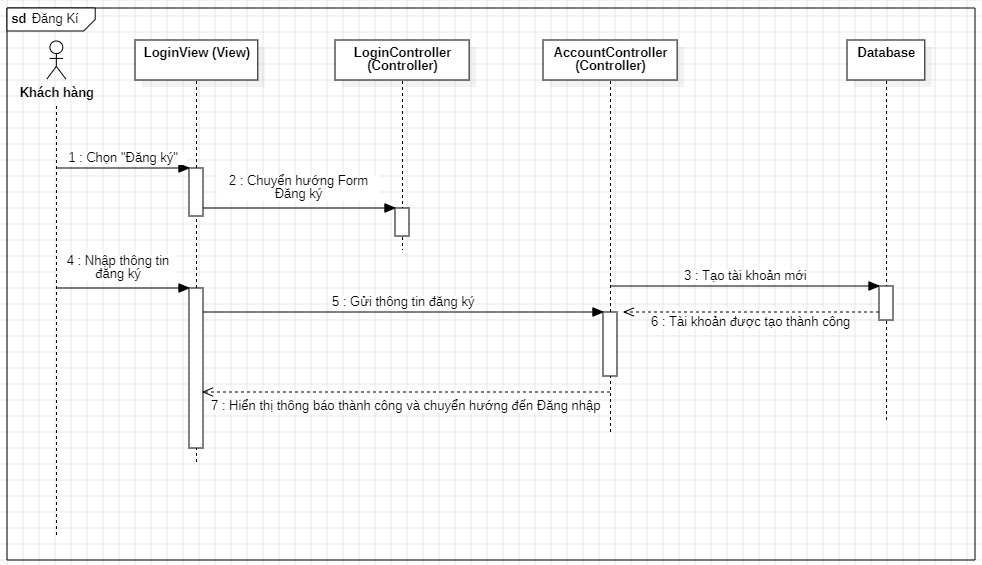 sd Đăng Kí
LoginView (View)
LoginController
(Controller)
AccountController
(Controller)
Database
Khách hàng
1 : Chọn "Đăng ký"
2 : Chuyển hướng Form
Đăng ký
4 : Nhập thông tin
đăng ký
3 : Tạo tài khoản mới
5 : Gửi thông tin đăng ký
6 : Tài khoản được tạo thành công
7 : Hiển thị thông báo thành công và chuyển hướng đến Đăng nhập